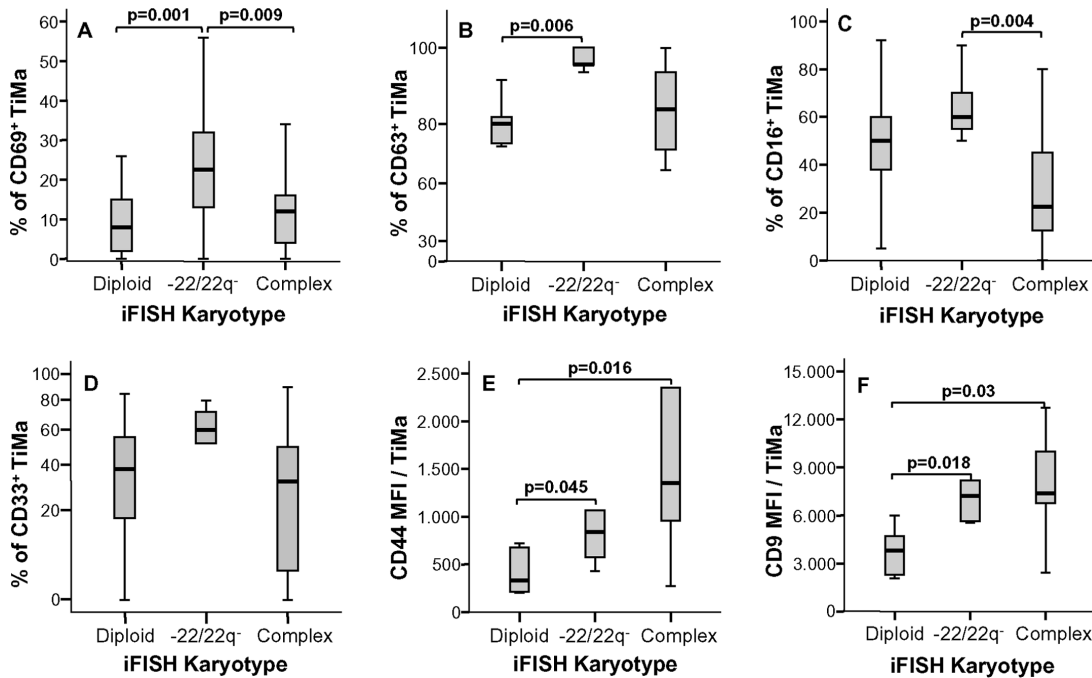 A
p=0.001
p=0.009
% of CD69⁺ TiMa
60
50
40
30
20
10
0
Diploid -22/22q⁻ Complex
iFISH Karyotype
B
p=0.006
% of CD63⁺ TiMa
100
80
60
30
0
Diploid -22/22q⁻ Complex
iFISH Karyotype
C
p=0.004
% of CD16⁺ TiMa
100
80
60
40
20
0
Diploid -22/22q⁻ Complex
iFISH Karyotype
D
% of CD33⁺ TiMa
100
80
60
40
20
0
Diploid -22/22q⁻ Complex
iFISH Karyotype
E
p=0.016
p=0.045
CD44 MFI / TiMa
2.500
2.000
1.500
1.000
500
0
Diploid -22/22q⁻ Complex
iFISH Karyotype
F
p=0.03
p=0.018
CD9 MFI / TiMa
15.000
12.000
9.000
6.000
3.000
0
Diploid -22/22q⁻ Complex
iFISH Karyotype